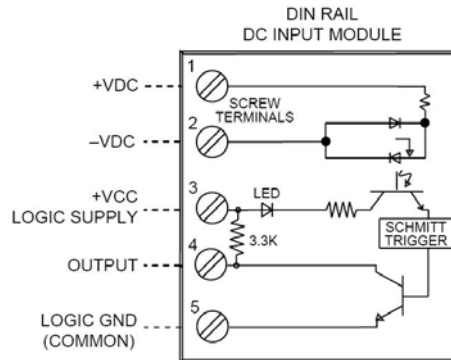 DIN RAIL
DC INPUT MODULE
1
+VDC
SCREW
TERMINALS
2
–VDC
3
+VCC
LOGIC SUPPLY
LED
SCHMITT
TRIGGER
3.3K
4
OUTPUT
5
LOGIC GND
(COMMON)